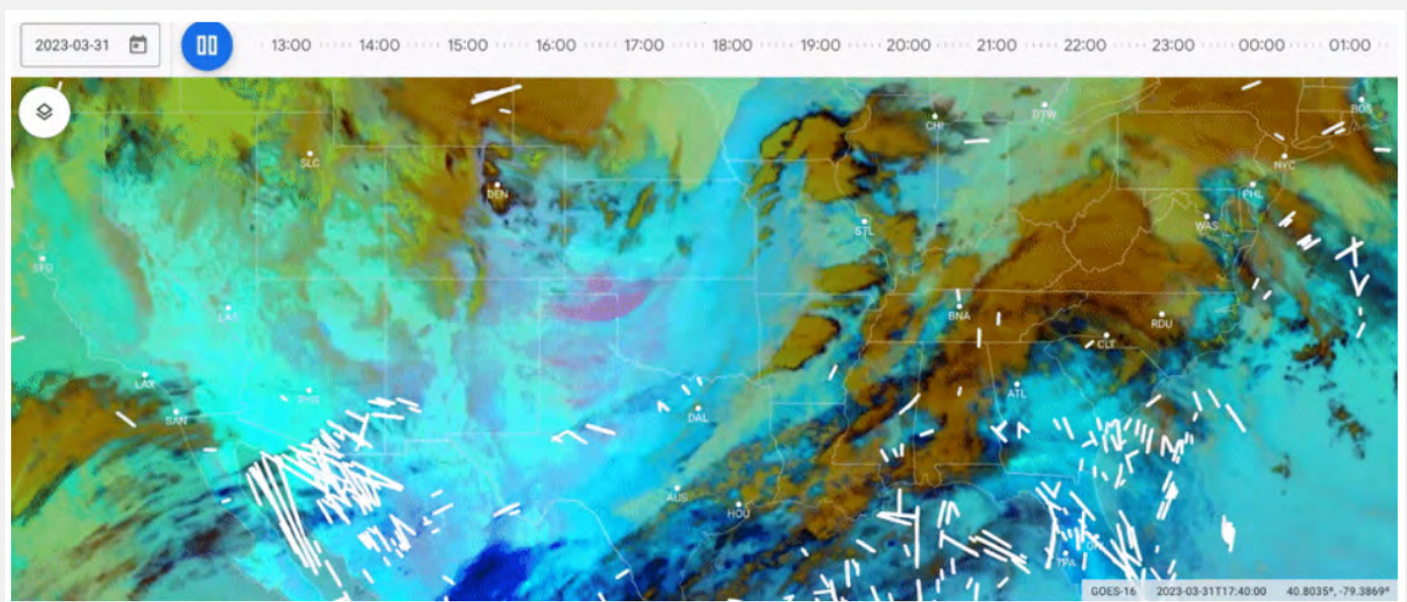 2023-03-31 13:00 14:00 15:00 16:00 17:00 18:00 19:00 20:00 21:00 22:00 23:00 00:00 01:00
BOS
DTW
CHI
SLC
NYC
DEN
PHL
WAS
STL
SFO
LAS
BNA
RDU
CLT
LAX
ATL
PHX
SAN
DAL
AUS
HOU
TPA
GOES-16 2023-03-31T17:40:00 40.8035°, -79.3869°